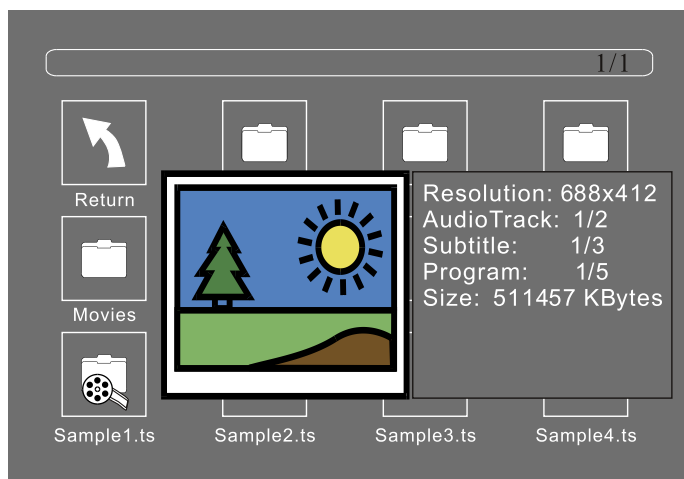 1/1
Return
Resolution: 688x412
AudioTrack: 1/2
Subtitle: 1/3
Program: 1/5
Size: 511457 KBytes
Movies
Sample1.ts
Sample2.ts
Sample3.ts
Sample4.ts